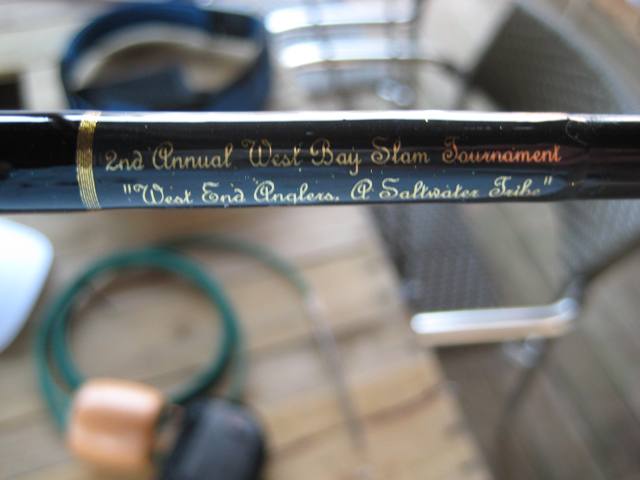 2nd Annual West Bay Slam Tournament
"West End Anglers, A Saltwater Tribe"